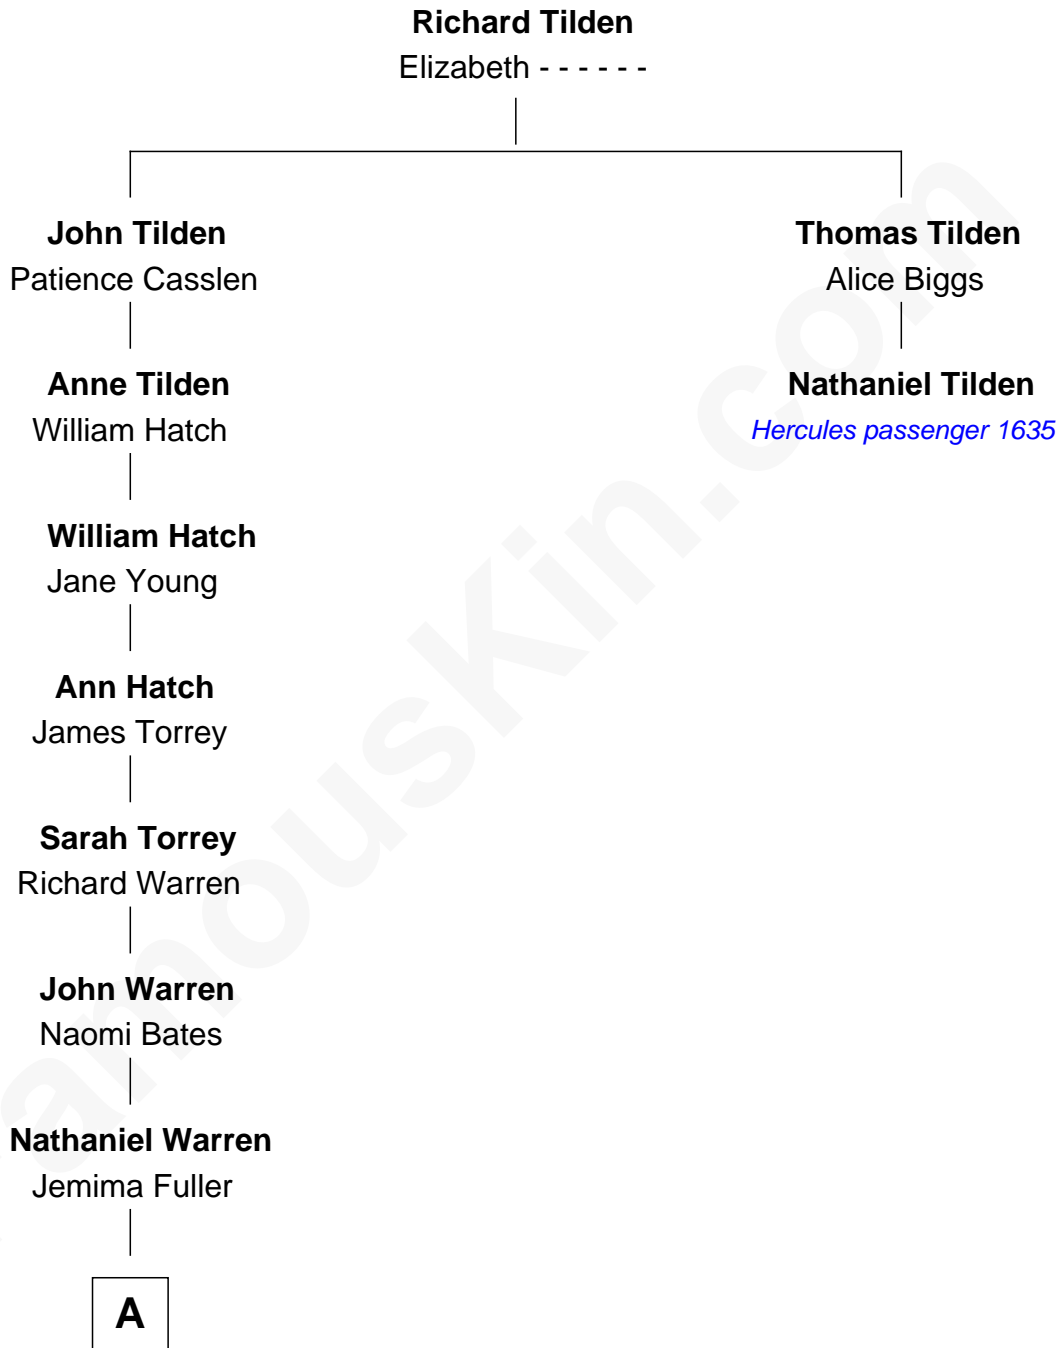 Richard Tilden
Elizabeth - - - - - -
John Tilden
Patience Casslen
Thomas Tilden
Alice Biggs
Anne Tilden
William Hatch
Nathaniel Tilden
Hercules passenger 1635
William Hatch
Jane Young
Ann Hatch
James Torrey
Sarah Torrey
Richard Warren
John Warren
Naomi Bates
Nathaniel Warren
Jemima Fuller
A
amouskin.com